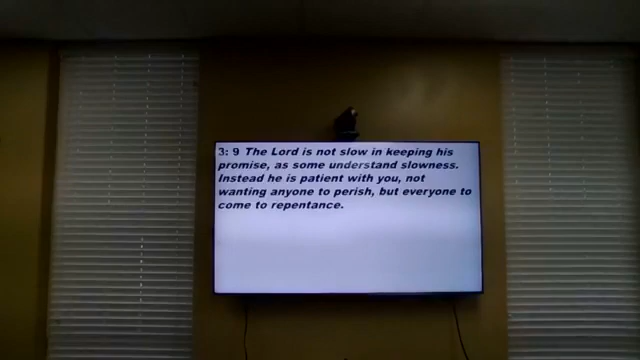 3: 9 The Lord is not slow in keeping his
promise, as some understand slowness.
Instead he is patient with you, not
wanting anyone to perish, but everyone to
come to repentance.